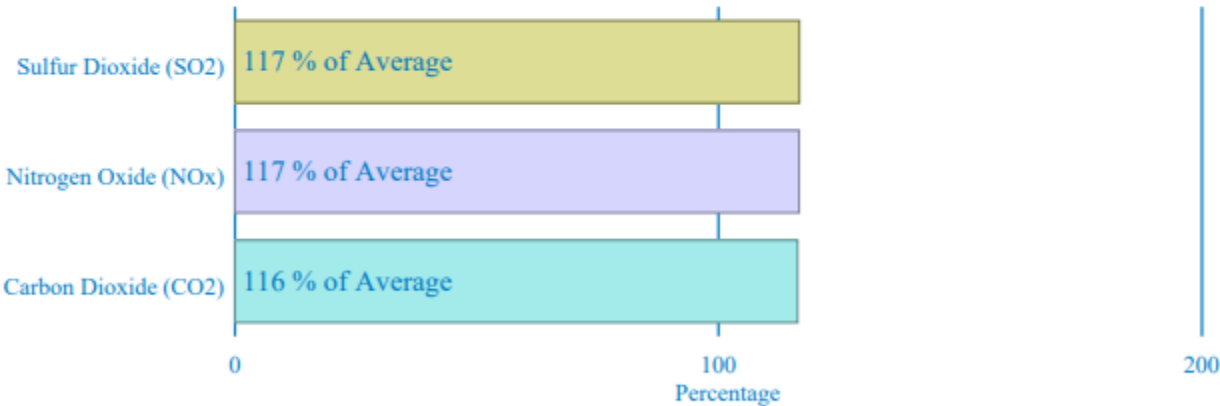 Sulfur Dioxide (SO2) 117 % of Average
Nitrogen Oxide (NOx) 117 % of Average
Carbon Dioxide (CO2) 116 % of Average
0 100 200
Percentage